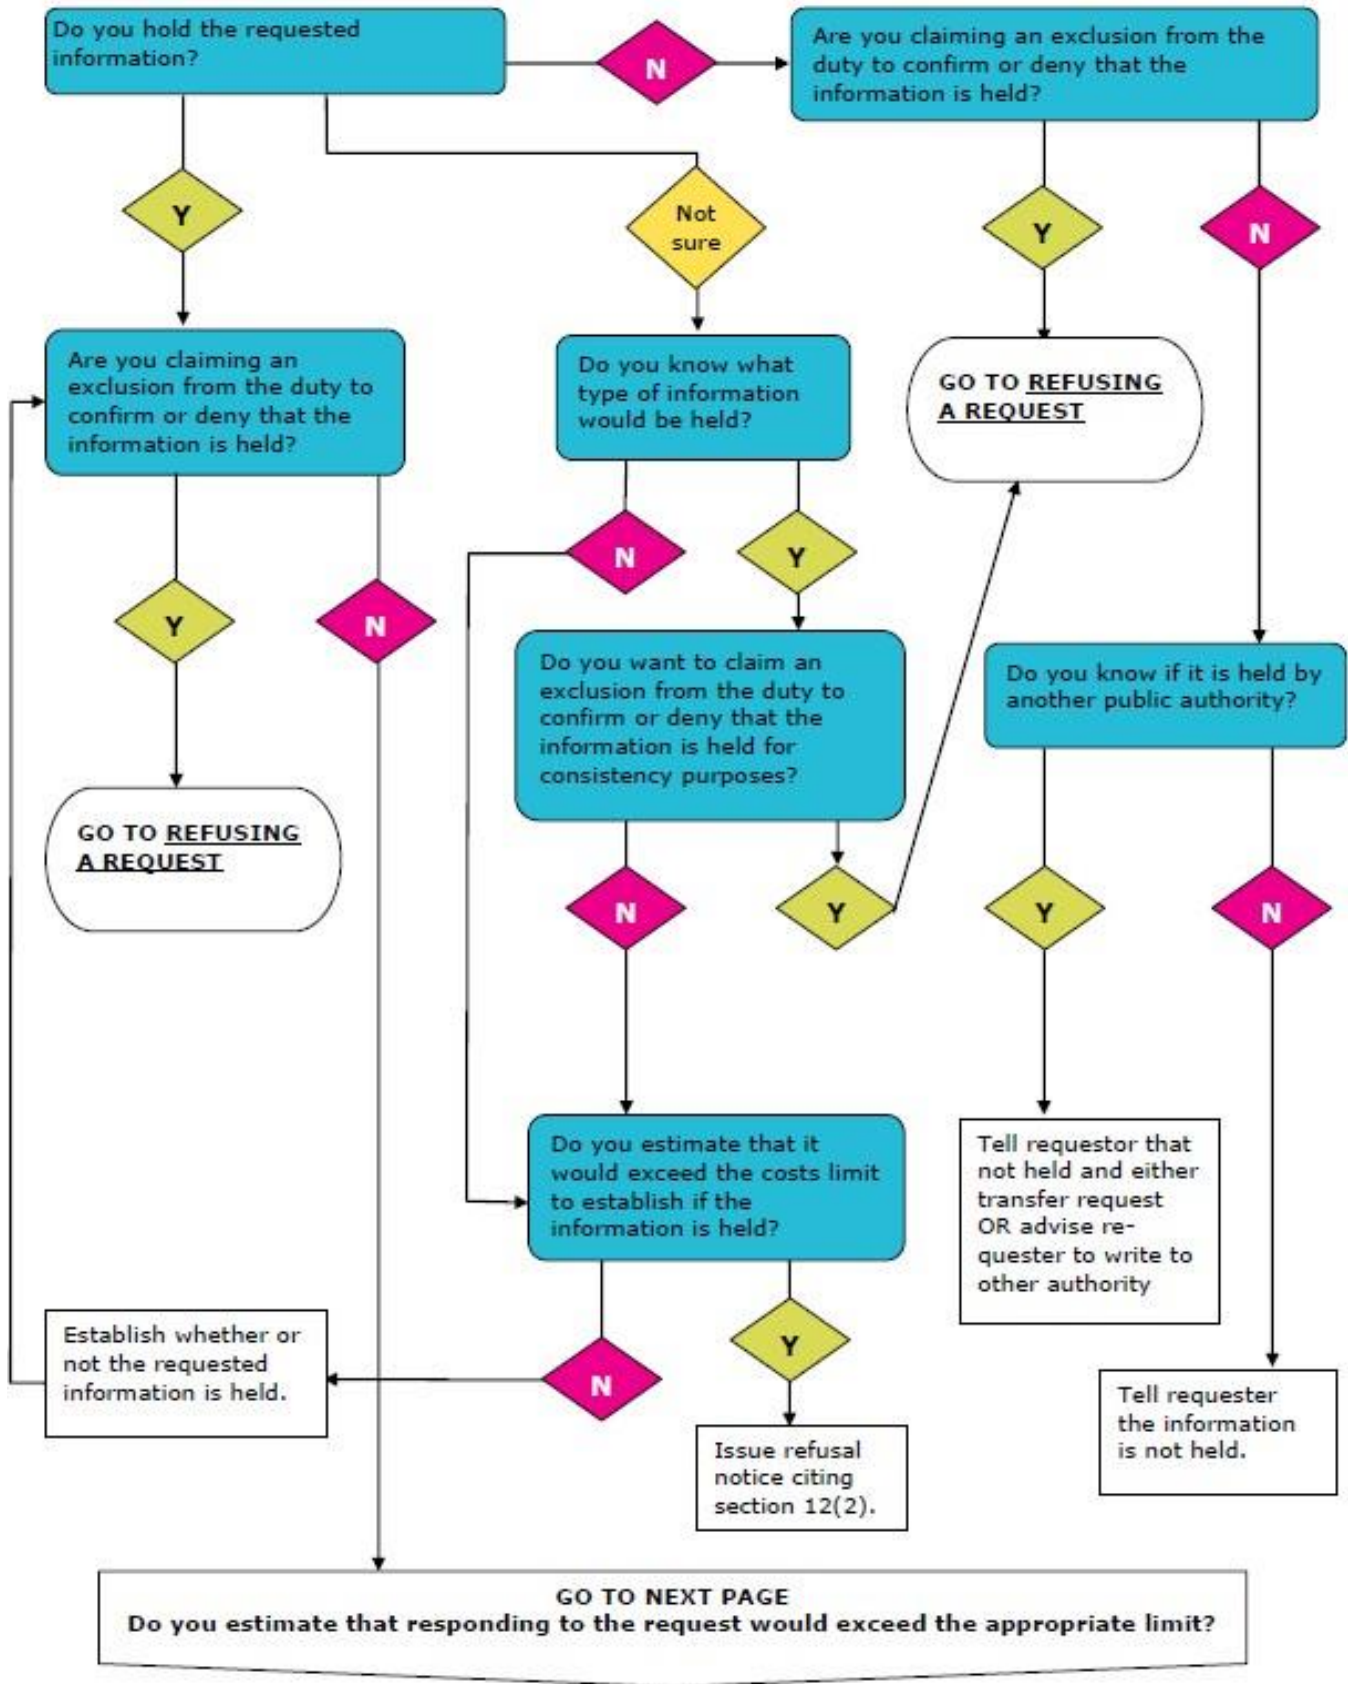 Do you hold the requested
information?
N
Are you claiming an exclusion from the
duty to confirm or deny that the
information is held?
Y
Not
sure
Y
N
Are you claiming an
exclusion from the duty to
confirm or deny that the
information is held?
Do you know what
type of information
would be held?
GO TO REFUSING
A REQUEST
N
Y
Y
N
Do you want to claim an
exclusion from the duty to
confirm or deny that the
information is held for
consistency purposes?
Do you know if it is held by
another public authority?
GO TO REFUSING
A REQUEST
N
Y
Y
N
Do you estimate that it
would exceed the costs limit
to establish if the
information is held?
Tell requestor that
not held and either
transfer request
OR advise re-
quester to write to
other authority
Establish whether or
not the requested
information is held.
N
Y
Tell requester
the information
is not held.
Issue refusal
notice citing
section 12(2).
GO TO NEXT PAGE
Do you estimate that responding to the request would exceed the appropriate limit?